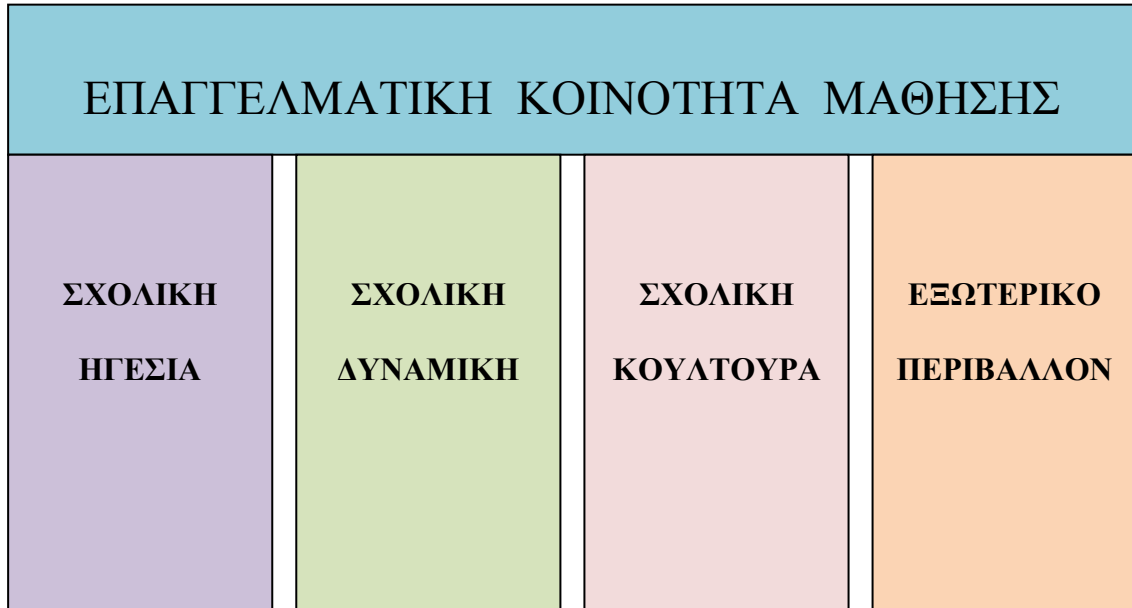 ΕΠΑΓΓΕΛΜΑΤΙΚΗ ΚΟΙΝΟΤΗΤΑ ΜΑΘΗΣΗΣ
ΣΧΟΛΙΚΗ
ΗΓΕΣΙΑ
ΣΧΟΛΙΚΗ
ΔΥΝΑΜΙΚΗ
ΣΧΟΛΙΚΗ
ΚΟΥΛΤΟΥΡΑ
ΕΞΩΤΕΡΙΚΟ
ΠΕΡΙΒΑΛΛΟΝ